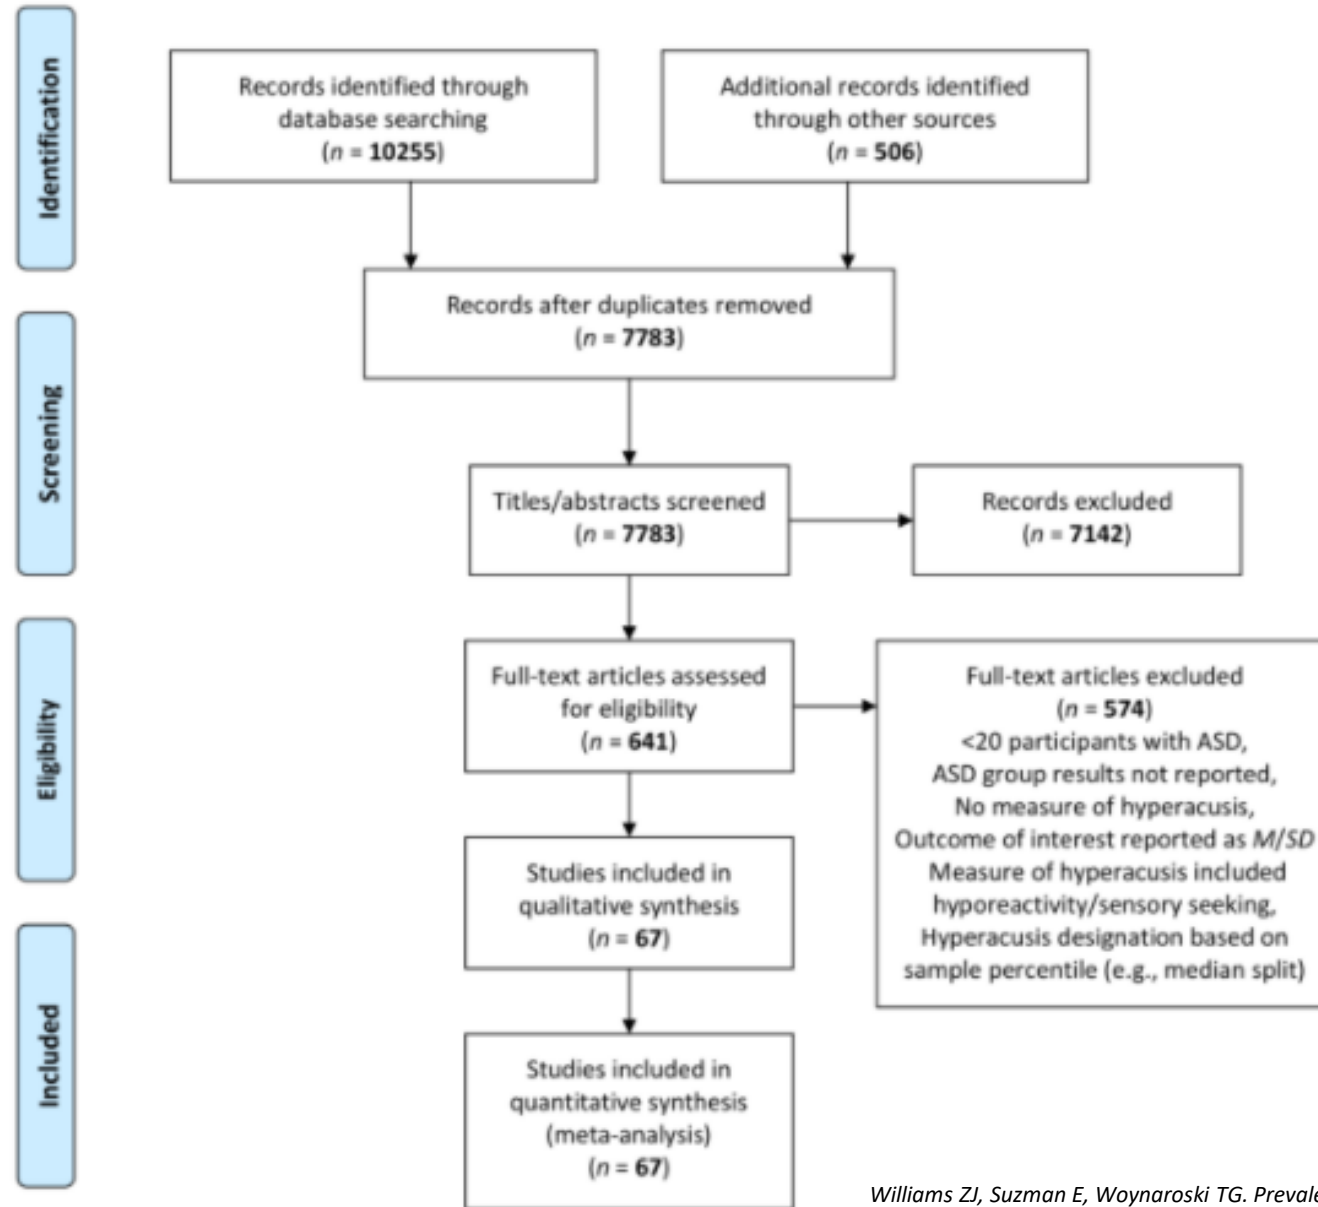 Identification
Records identified through
database searching
(n = 10255)
Additional records identified
through other sources
(n = 506)
Records after duplicates removed
(n = 7783)
Screening
Titles/abstracts screened
(n = 7783)
Records excluded
(n = 7142)
Eligibility
Full-text articles assessed
for eligibility
(n = 641)
Full-text articles excluded
(n = 574)
<20 participants with ASD,
ASD group results not reported,
No measure of hyperacusis,
Outcome of interest reported as M/SD
Measure of hyperacusis included
hyporeactivity/sensory seeking,
Hyperacusis designation based on
sample percentile (e.g., median split)
Studies included in
qualitative synthesis
(n = 67)
Included
Studies included in
quantitative synthesis
(meta-analysis)
(n = 67)
Williams ZJ, Suzman E, Woynaroski TG.